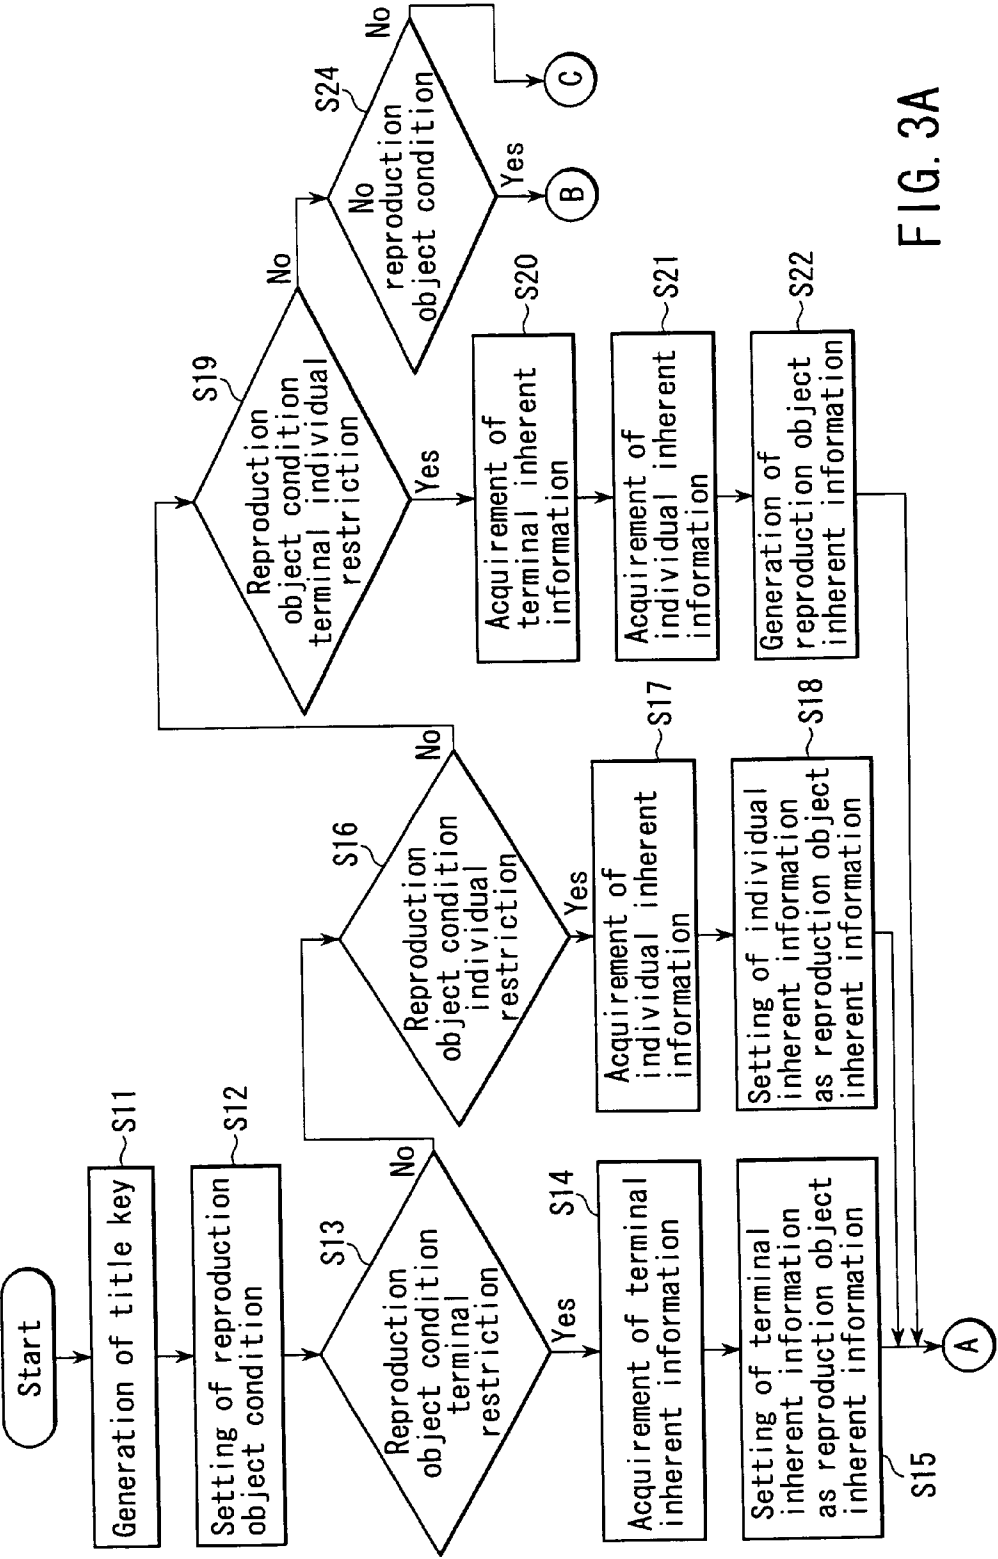 Start
Generation of title key
S11
Setting of reproduction
object condition
S12
Reproduction
object condition
terminal
restriction
S13
No
Yes
Acquirement of terminal
inherent information
S14
Setting of terminal
inherent information
as reproduction object
inherent information
S15
A
Reproduction
object condition
individual
restriction
S16
No
Yes
Acquirement of
individual inherent
information
S17
Setting of individual
inherent information
as reproduction object
inherent information
S18
Reproduction
object condition
terminal individual
restriction
S19
No
Yes
Acquirement of
terminal inherent
information
S20
Acquirement of
individual inherent
information
S21
Generation of
reproduction object
inherent information
S22
No
reproduction
object condition
S24
No
Yes
B
C
FIG. 3A